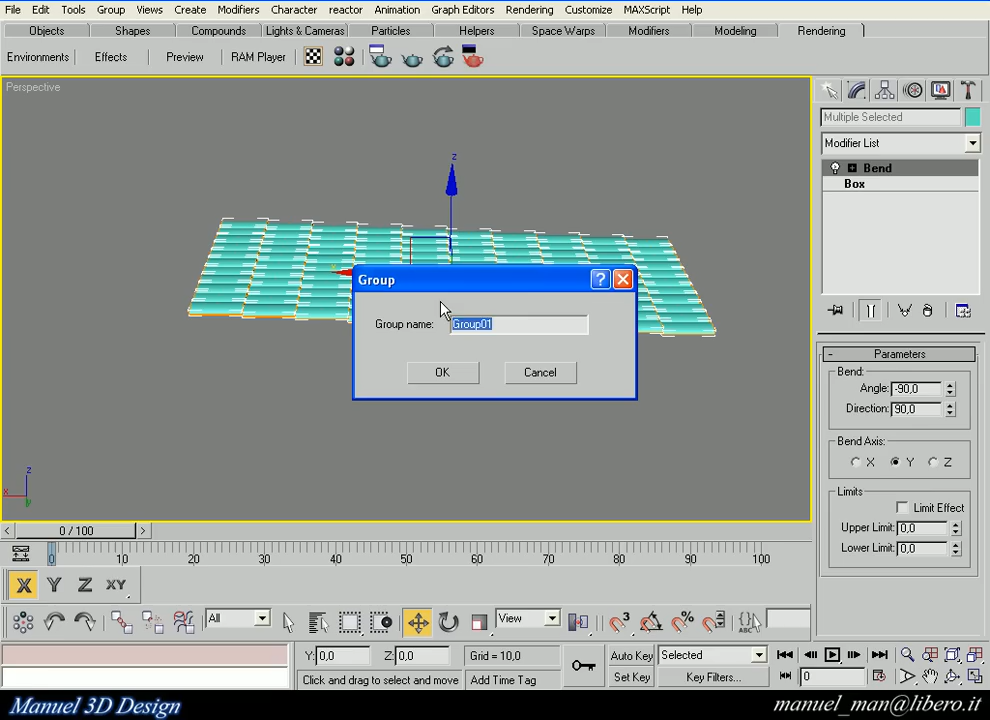 File Edit Tools Group Views Create Modifiers Character reactor Animation Graph Editors Rendering Customize MAXScript Help
Objects Shapes Compounds Lights & Cameras Particles Helpers Space Warps Modifiers Modeling Rendering
Environments Effects Preview RAM Player
Perspective
Multiple Selected
Modifier List
Bend
Box
z
Group
Group name: Group01
OK Cancel
Parameters
Bend:
Angle: -90,0
Direction: 90,0
Bend Axis:
X Y Z
Limits
Limit Effect
Upper Limit: 0,0
Lower Limit: 0,0
z
x
y
0 / 100
0 10 20 30 40 50 60 70 80 90 100
X Y Z XY
All View 3 % ABC
Y: 0,0 Z: 0,0 Grid = 10,0 Auto Key Selected
Click and drag to select and move Add Time Tag Set Key Key Filters... 0
Manuel 3D Design manuel_man@libero.it